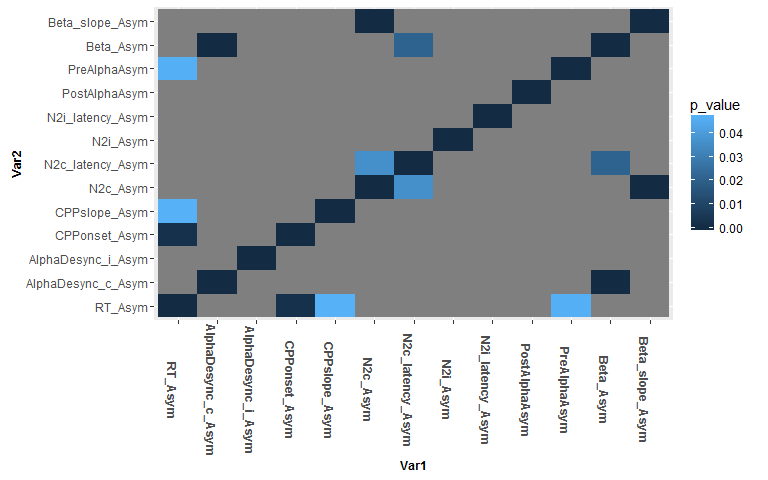 Beta_slope_Asym
Beta_Asym
PreAlphaAsym
PostAlphaAsym
N2i_latency_Asym
N2i_Asym
N2c_latency_Asym
N2c_Asym
CPPslope_Asym
CPPonset_Asym
AlphaDesync_i_Asym
AlphaDesync_c_Asym
RT_Asym
Var2
RT_Asym
AlphaDesync_c_Asym
AlphaDesync_i_Asym
CPPonset_Asym
CPPslope_Asym
N2c_Asym
N2c_latency_Asym
N2i_Asym
N2i_latency_Asym
PostAlphaAsym
PreAlphaAsym
Beta_Asym
Beta_slope_Asym
Var1
p_value
0.04
0.03
0.02
0.01
0.00